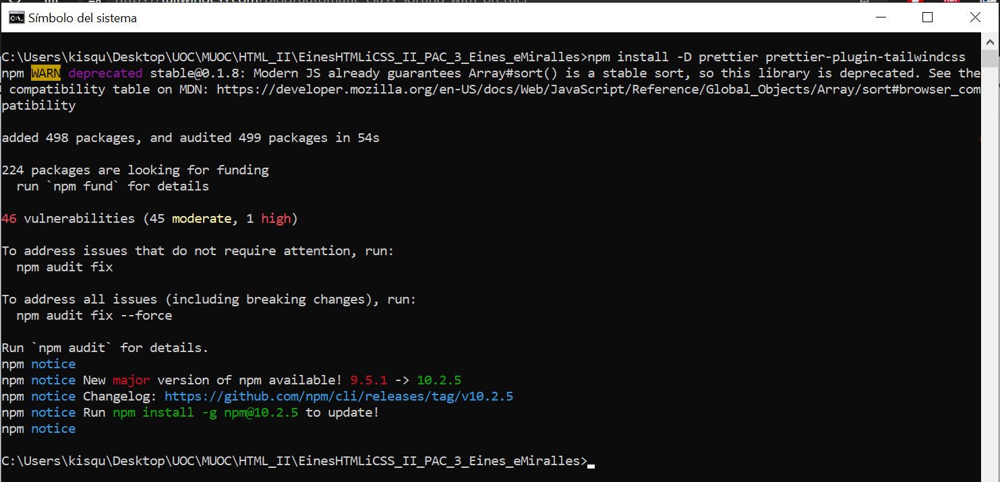 Símbolo del sistema
C:\Users\kisqu\Desktop\UOC\MUOC\HTML_II\EinesHTMLiCSS_II_PAC_3_Eines_eMiralles>npm install -D prettier prettier-plugin-tailwindcss
npm WARN deprecated stable@0.1.8: Modern JS already guarantees Array#sort() is a stable sort, so this library is deprecated. See the
 compatibility table on MDN: https://developer.mozilla.org/en-US/docs/Web/JavaScript/Reference/Global_Objects/Array/sort#browser_com
patibility
added 498 packages, and audited 499 packages in 54s
224 packages are looking for funding
  run `npm fund` for details
46 vulnerabilities (45 moderate, 1 high)
To address issues that do not require attention, run:
  npm audit fix
To address all issues (including breaking changes), run:
  npm audit fix --force
Run `npm audit` for details.
npm notice
npm notice New major version of npm available! 9.5.1 -> 10.2.5
npm notice Changelog: https://github.com/npm/cli/releases/tag/v10.2.5
npm notice Run npm install -g npm@10.2.5 to update!
npm notice
C:\Users\kisqu\Desktop\UOC\MUOC\HTML_II\EinesHTMLiCSS_II_PAC_3_Eines_eMiralles>